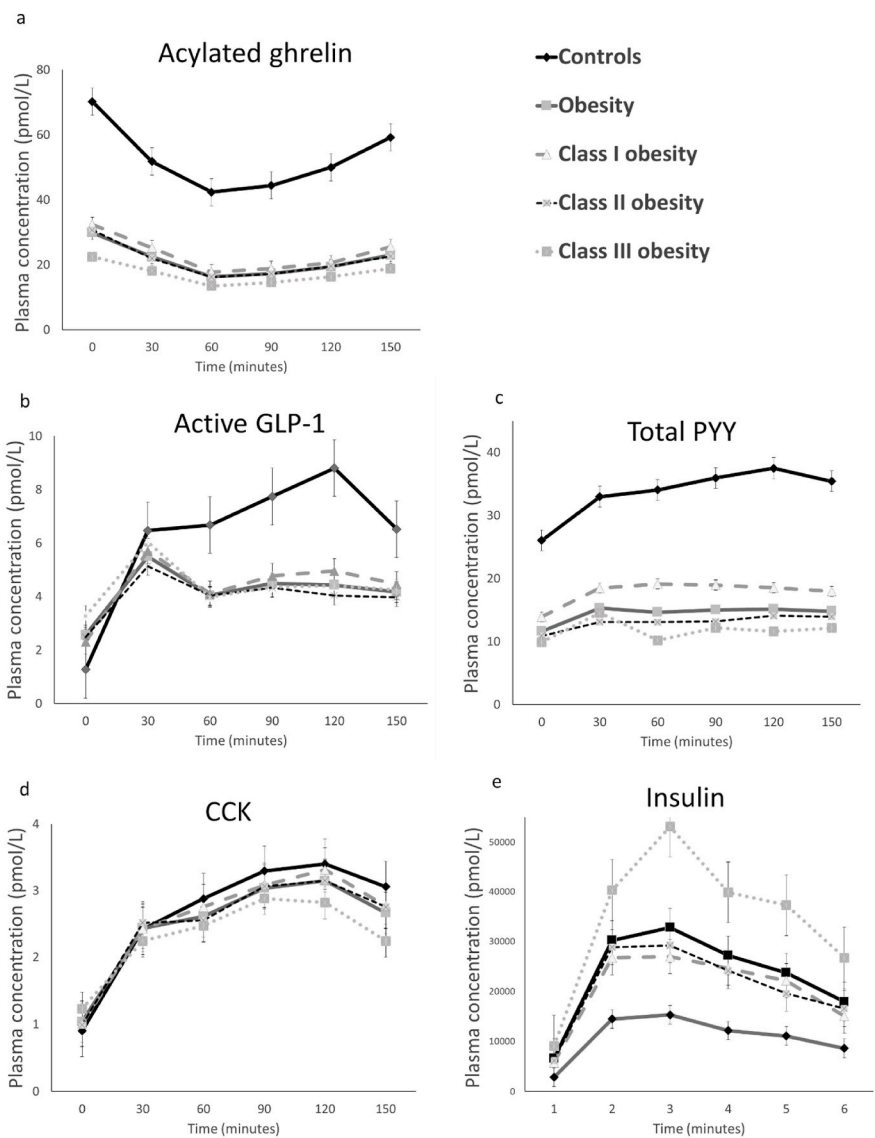 a
Acylated ghrelin
Plasma concentration (pmol/L)
80
60
40
20
0
0 30 60 90 120 150
Time (minutes)
Controls
Obesity
Class I obesity
Class II obesity
Class III obesity
b
Active GLP-1
Plasma concentration (pmol/L)
10
8
6
4
2
0
0 30 60 90 120 150
Time (minutes)
c
Total PYY
Plasma concentration (pmol/L)
40
30
20
10
0
0 30 60 90 120 150
Time (minutes)
d
CCK
Plasma concentration (pmol/L)
4
3
2
1
0
0 30 60 90 120 150
Time (minutes)
e
Insulin
Plasma concentration (pmol/L)
50000
40000
30000
20000
10000
0
1 2 3 4 5 6
Time (minutes)